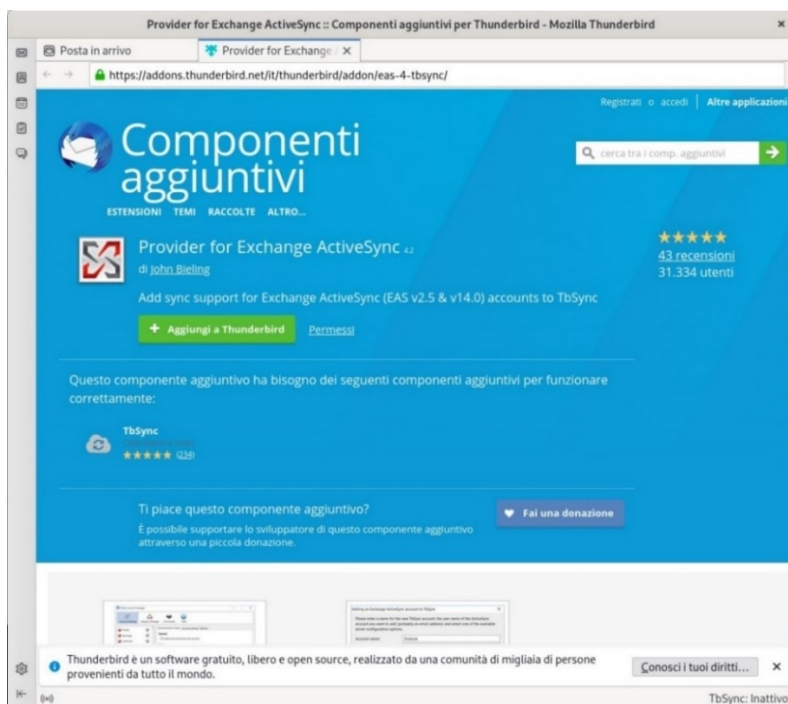 Provider for Exchange ActiveSync :: Componenti aggiuntivi per Thunderbird - Mozilla Thunderbird
Posta in arrivo
Provider for Exchange
https://addons.thunderbird.net/it/thunderbird/addon/eas-4-tbsync/
Registrati o accedi | Altre applicazioni
Componenti
aggiuntivi
cerca tra i comp. aggiuntivi
ESTENSIONI TEMI RACCOLTE ALTRO...
Provider for Exchange ActiveSync 4.2
di John Bieling
43 recensioni
31.334 utenti
Add sync support for Exchange ActiveSync (EAS v2.5 & v14.0) accounts to TbSync
+ Aggiungi a Thunderbird
Permessi
Questo componente aggiuntivo ha bisogno dei seguenti componenti aggiuntivi per funzionare
correttamente:
TbSync
(234)
Ti piace questo componente aggiuntivo?
È possibile supportare lo sviluppatore di questo componente aggiuntivo
attraverso una piccola donazione.
Fai una donazione
Thunderbird è un software gratuito, libero e open source, realizzato da una comunità di migliaia di persone
provenienti da tutto il mondo.
Conosci i tuoi diritti...
TbSync: Inattivo